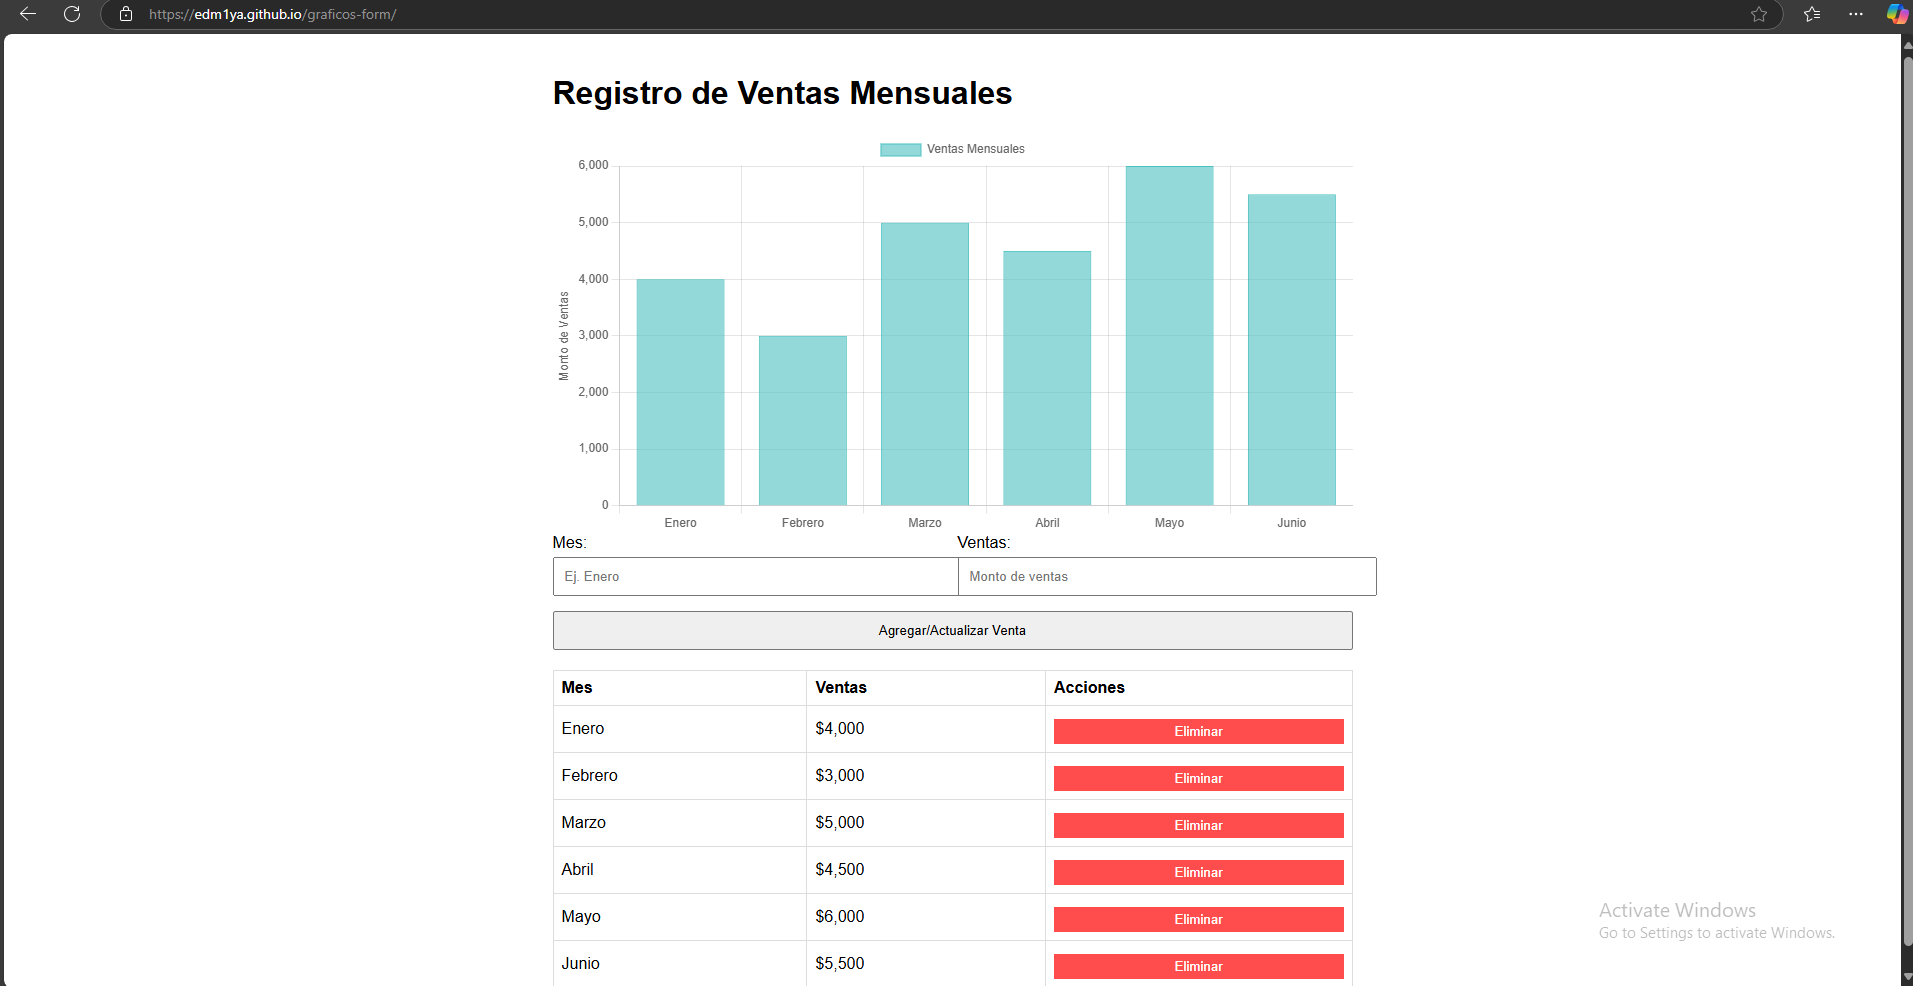 https://edm1ya.github.io/graficos-form/
Registro de Ventas Mensuales
Ventas Mensuales
6,000
5,000
4,000
3,000
2,000
1,000
0
Monto de Ventas
Enero Febrero Marzo Abril Mayo Junio
Mes: Ventas:
Ej. Enero Monto de ventas
Agregar/Actualizar Venta
Mes Ventas Acciones
Enero $4,000 Eliminar
Febrero $3,000 Eliminar
Marzo $5,000 Eliminar
Abril $4,500 Eliminar
Mayo $6,000 Eliminar
Junio $5,500 Eliminar
Activate Windows
Go to Settings to activate Windows.